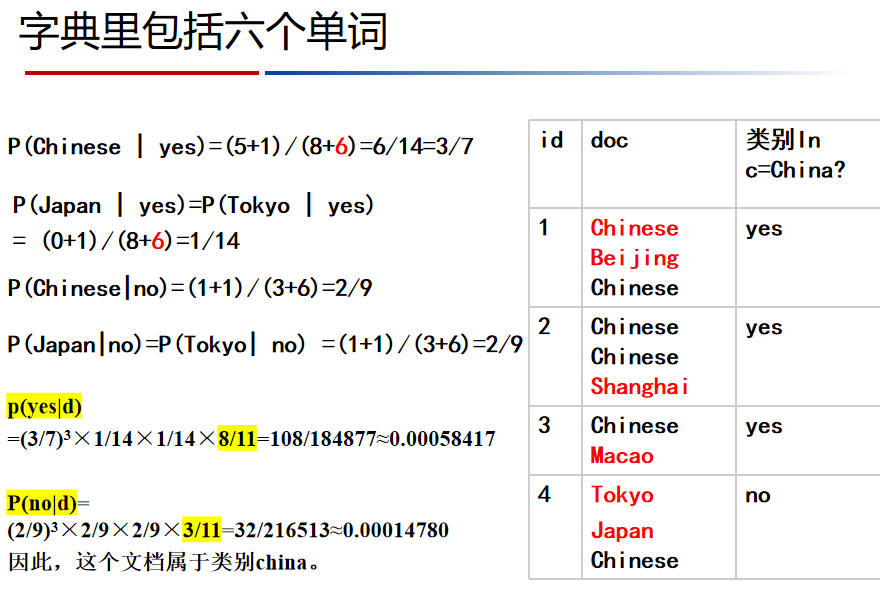 字典里包括六个单词
P(Chinese | yes)=(5+1)/(8+6)=6/14=3/7
P(Japan | yes)=P(Tokyo | yes)
= (0+1)/(8+6)=1/14
P(Chinese|no)=(1+1)/(3+6)=2/9
P(Japan|no)=P(Tokyo| no) =(1+1)/(3+6)=2/9
p(yes|d)
=(3/7)³×1/14×1/14×8/11=108/184877≈0.00058417
P(no|d)=
(2/9)³×2/9×2/9×3/11=32/216513≈0.00014780
因此，这个文档属于类别china。
id doc 类别In
c=China?
1 Chinese yes
Beijing
Chinese
2 Chinese yes
Chinese
Shanghai
3 Chinese yes
Macao
4 Tokyo no
Japan
Chinese